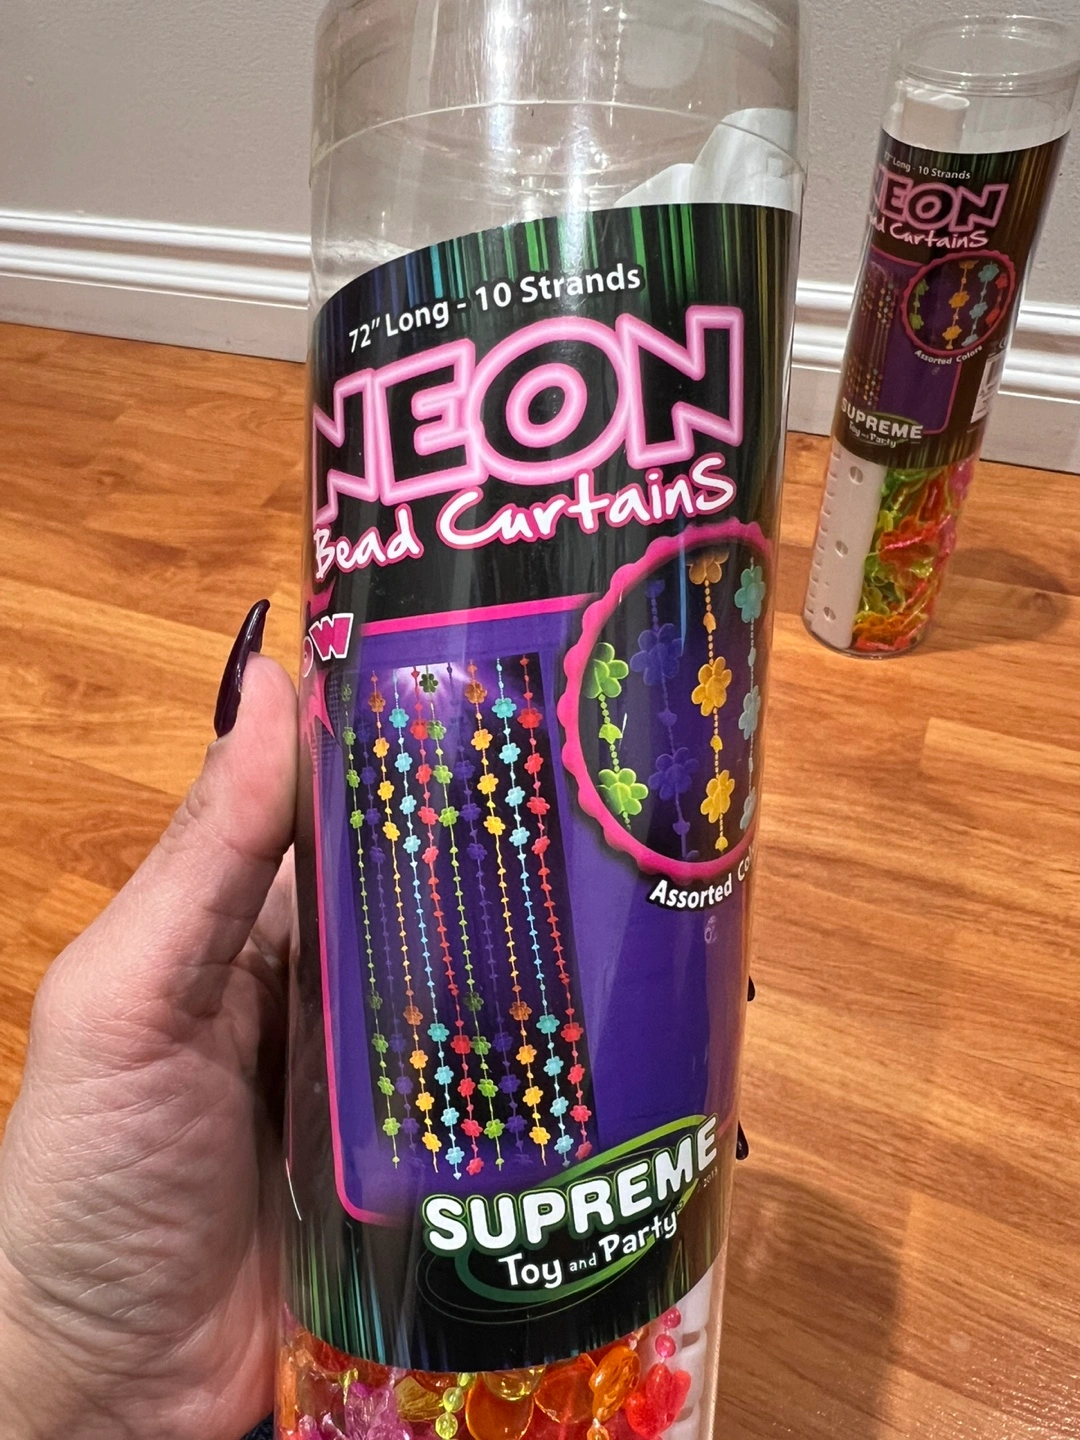 72" Long - 10 Strands
NEON
Bead Curtains
Assorted
SUPREME
Toy and Party
72" Long - 10 Strands
NEON
Bead Curtains
Assorted Colors
SUPREME
Toy and Party